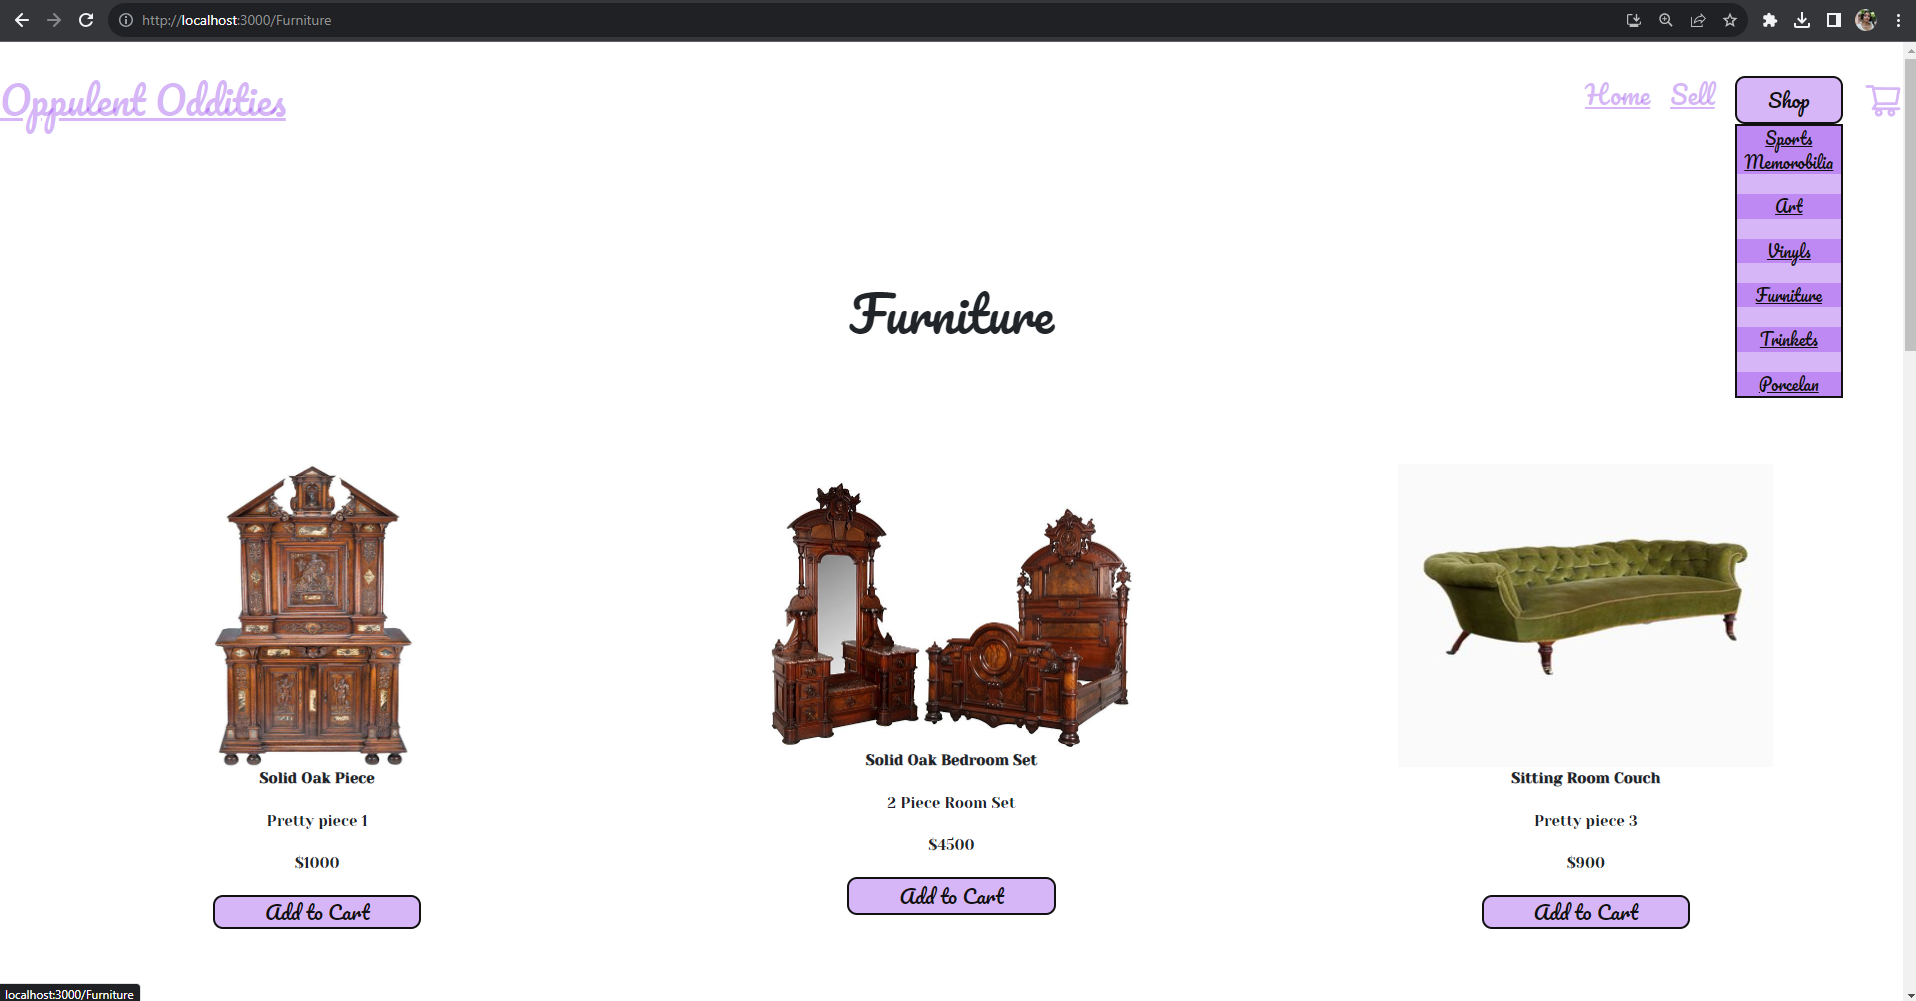 http://localhost:3000/Furniture
Oppulent Oddities
Home Sell Shop
Sports
Memorobilia
Art
Vinyls
Furniture
Trinkets
Porcelan
Furniture
Solid Oak Piece
Pretty piece 1
$1000
Add to Cart
Solid Oak Bedroom Set
2 Piece Room Set
$4500
Add to Cart
Sitting Room Couch
Pretty piece 3
$900
Add to Cart
localhost:3000/Furniture